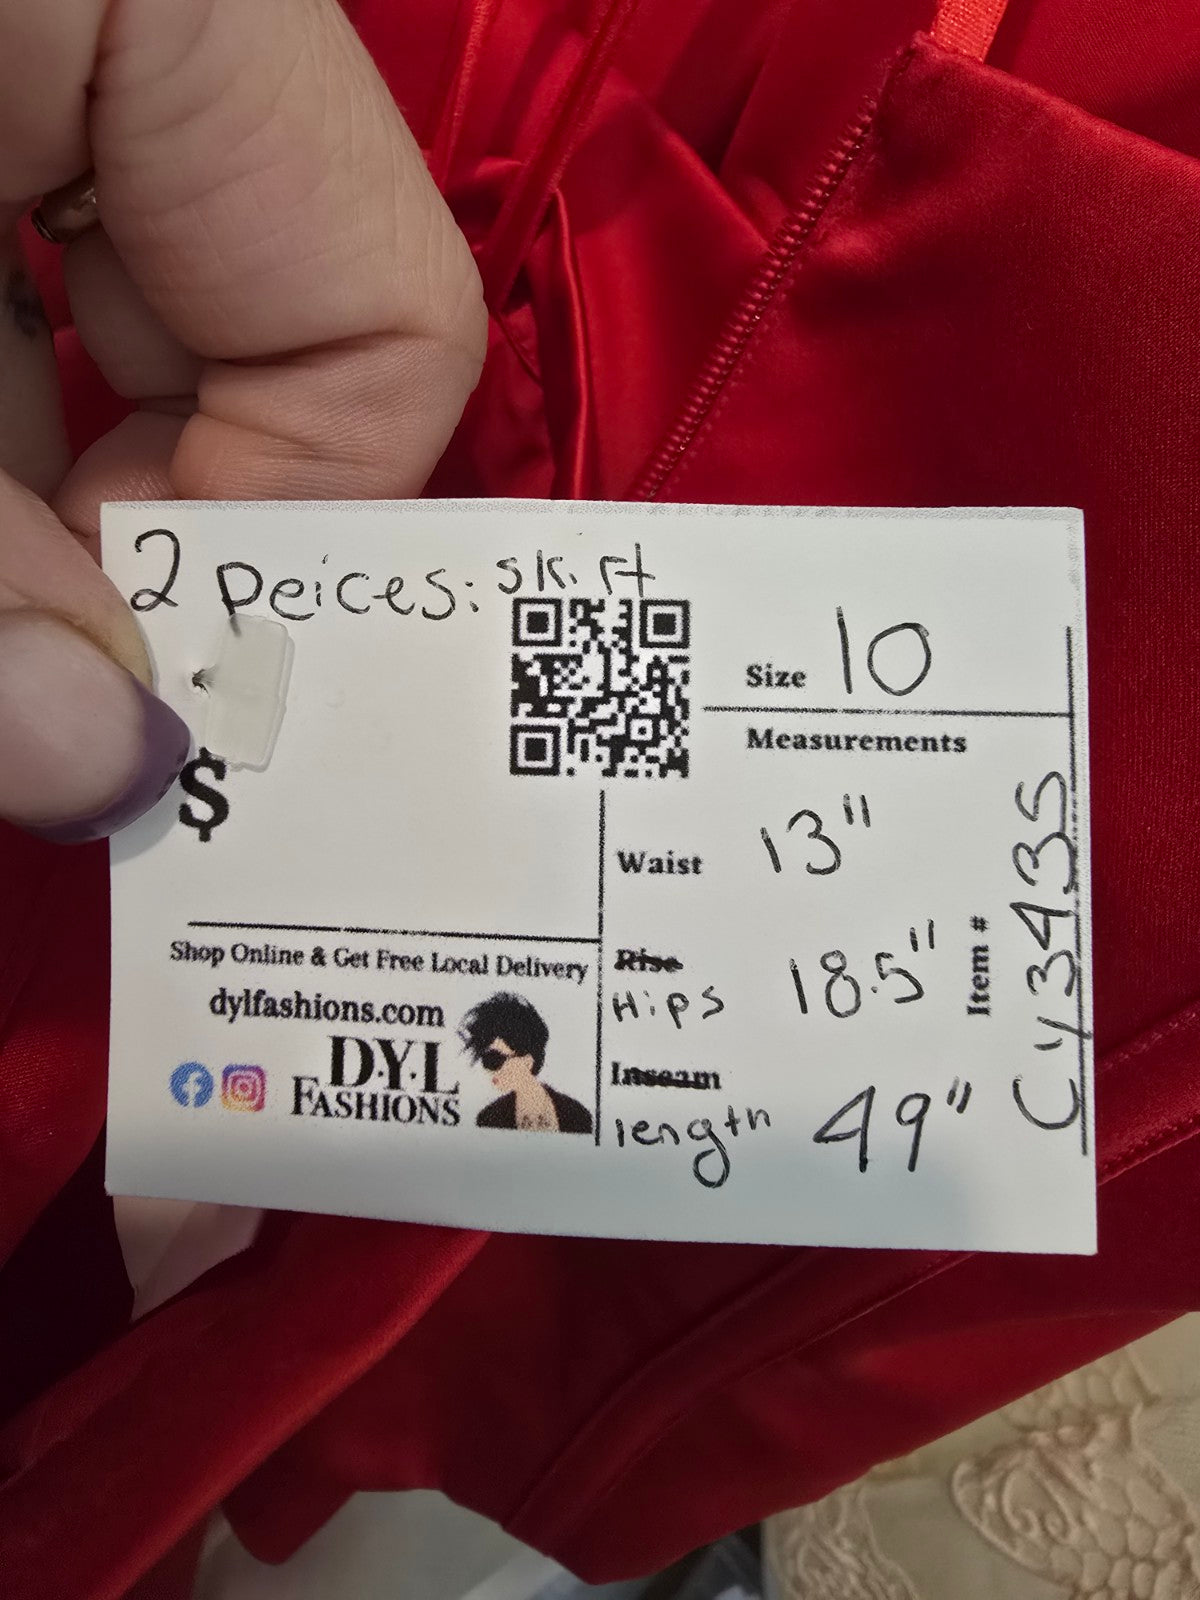 2 peices: skirt
Size 10
Measurements
Waist 13"
Rise
Hips 18.5"
Inseam
length 49"
Item # CY3435
$
Shop Online & Get Free Local Delivery
dylfashions.com
D.Y.L
FASHIONS